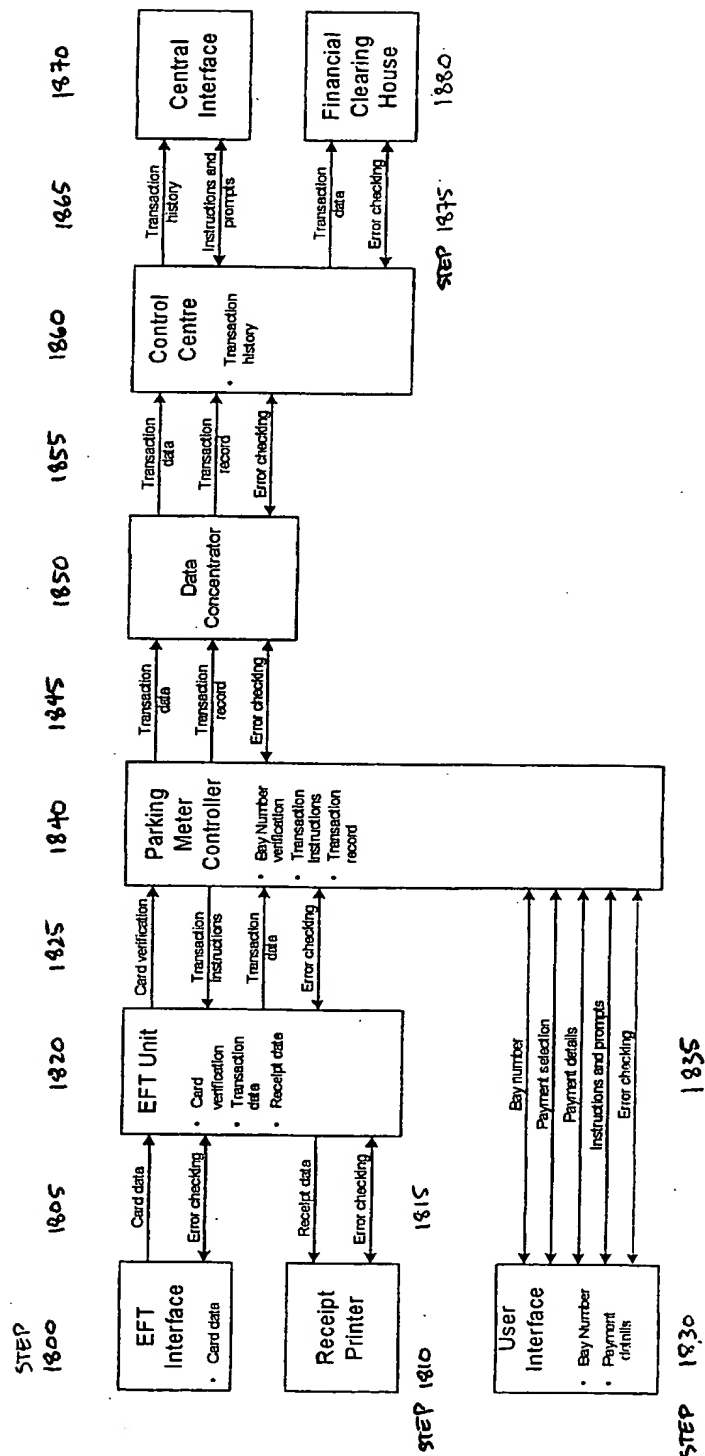 STEP
1800
1805
1820
1825
1840
1845
1850
1855
1860
1865
1870
EFT
Interface
• Card data
Card data
Error checking
EFT Unit
• Card
verification
• Transaction
data
• Receipt data
Receipt data
Error checking
Receipt
Printer
STEP 1810
1815
Card verification
Transaction
Instructions
Transaction
data
Error checking
Parking
Meter
Controller
• Bay Number
verification
• Transaction
Instructions
• Transaction
record
Transaction
data
Transaction
record
Error checking
Data
Concentrator
Transaction
data
Transaction
record
Error checking
Control
Centre
• Transaction
history
Transaction
history
Instructions and
prompts
Central
Interface
Transaction
data
Error checking
STEP 1875
Financial
Clearing
House
1880
User
Interface
• Bay Number
• Payment
details
STEP 1830
Bay number
Payment selection
Payment details
Instructions and prompts
Error checking
1835